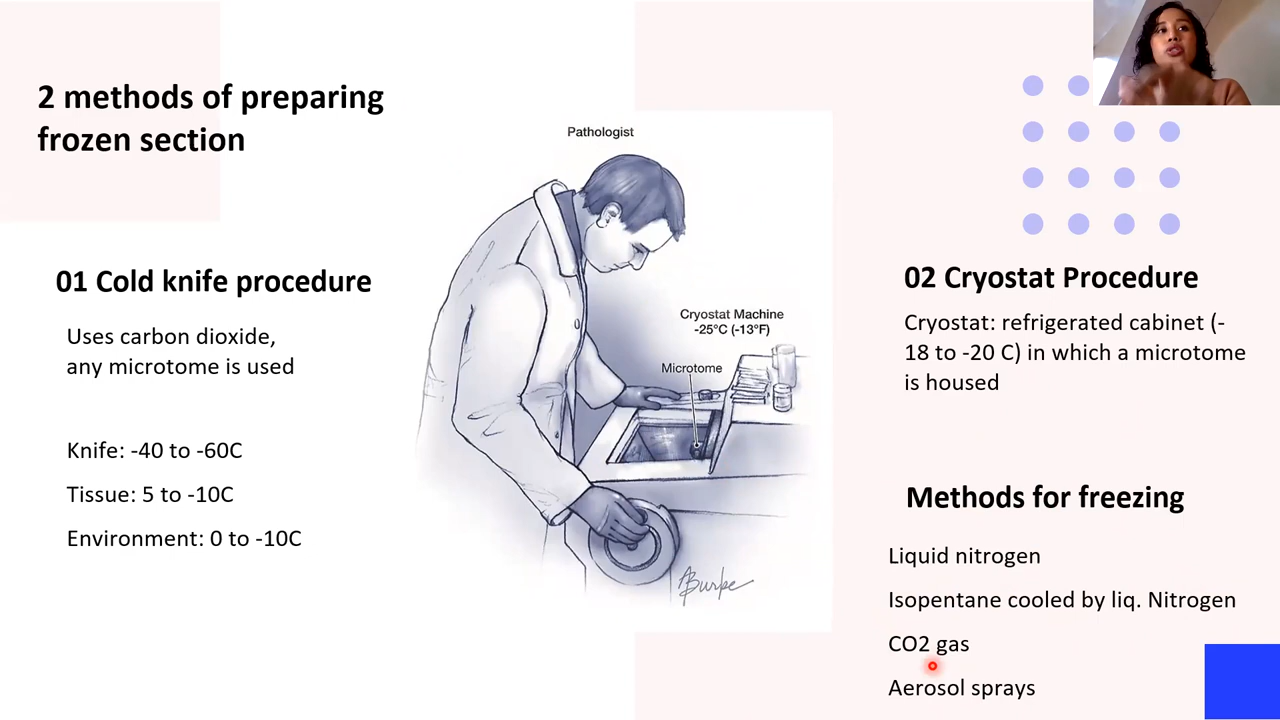 2 methods of preparing
frozen section
01 Cold knife procedure
Uses carbon dioxide,
any microtome is used
Knife: -40 to -60C
Tissue: 5 to -10C
Environment: 0 to -10C
Pathologist
Cryostat Machine
-25°C (-13°F)
Microtome
ABurke
02 Cryostat Procedure
Cryostat: refrigerated cabinet (-
18 to -20 C) in which a microtome
is housed
Methods for freezing
Liquid nitrogen
Isopentane cooled by liq. Nitrogen
CO2 gas
Aerosol sprays